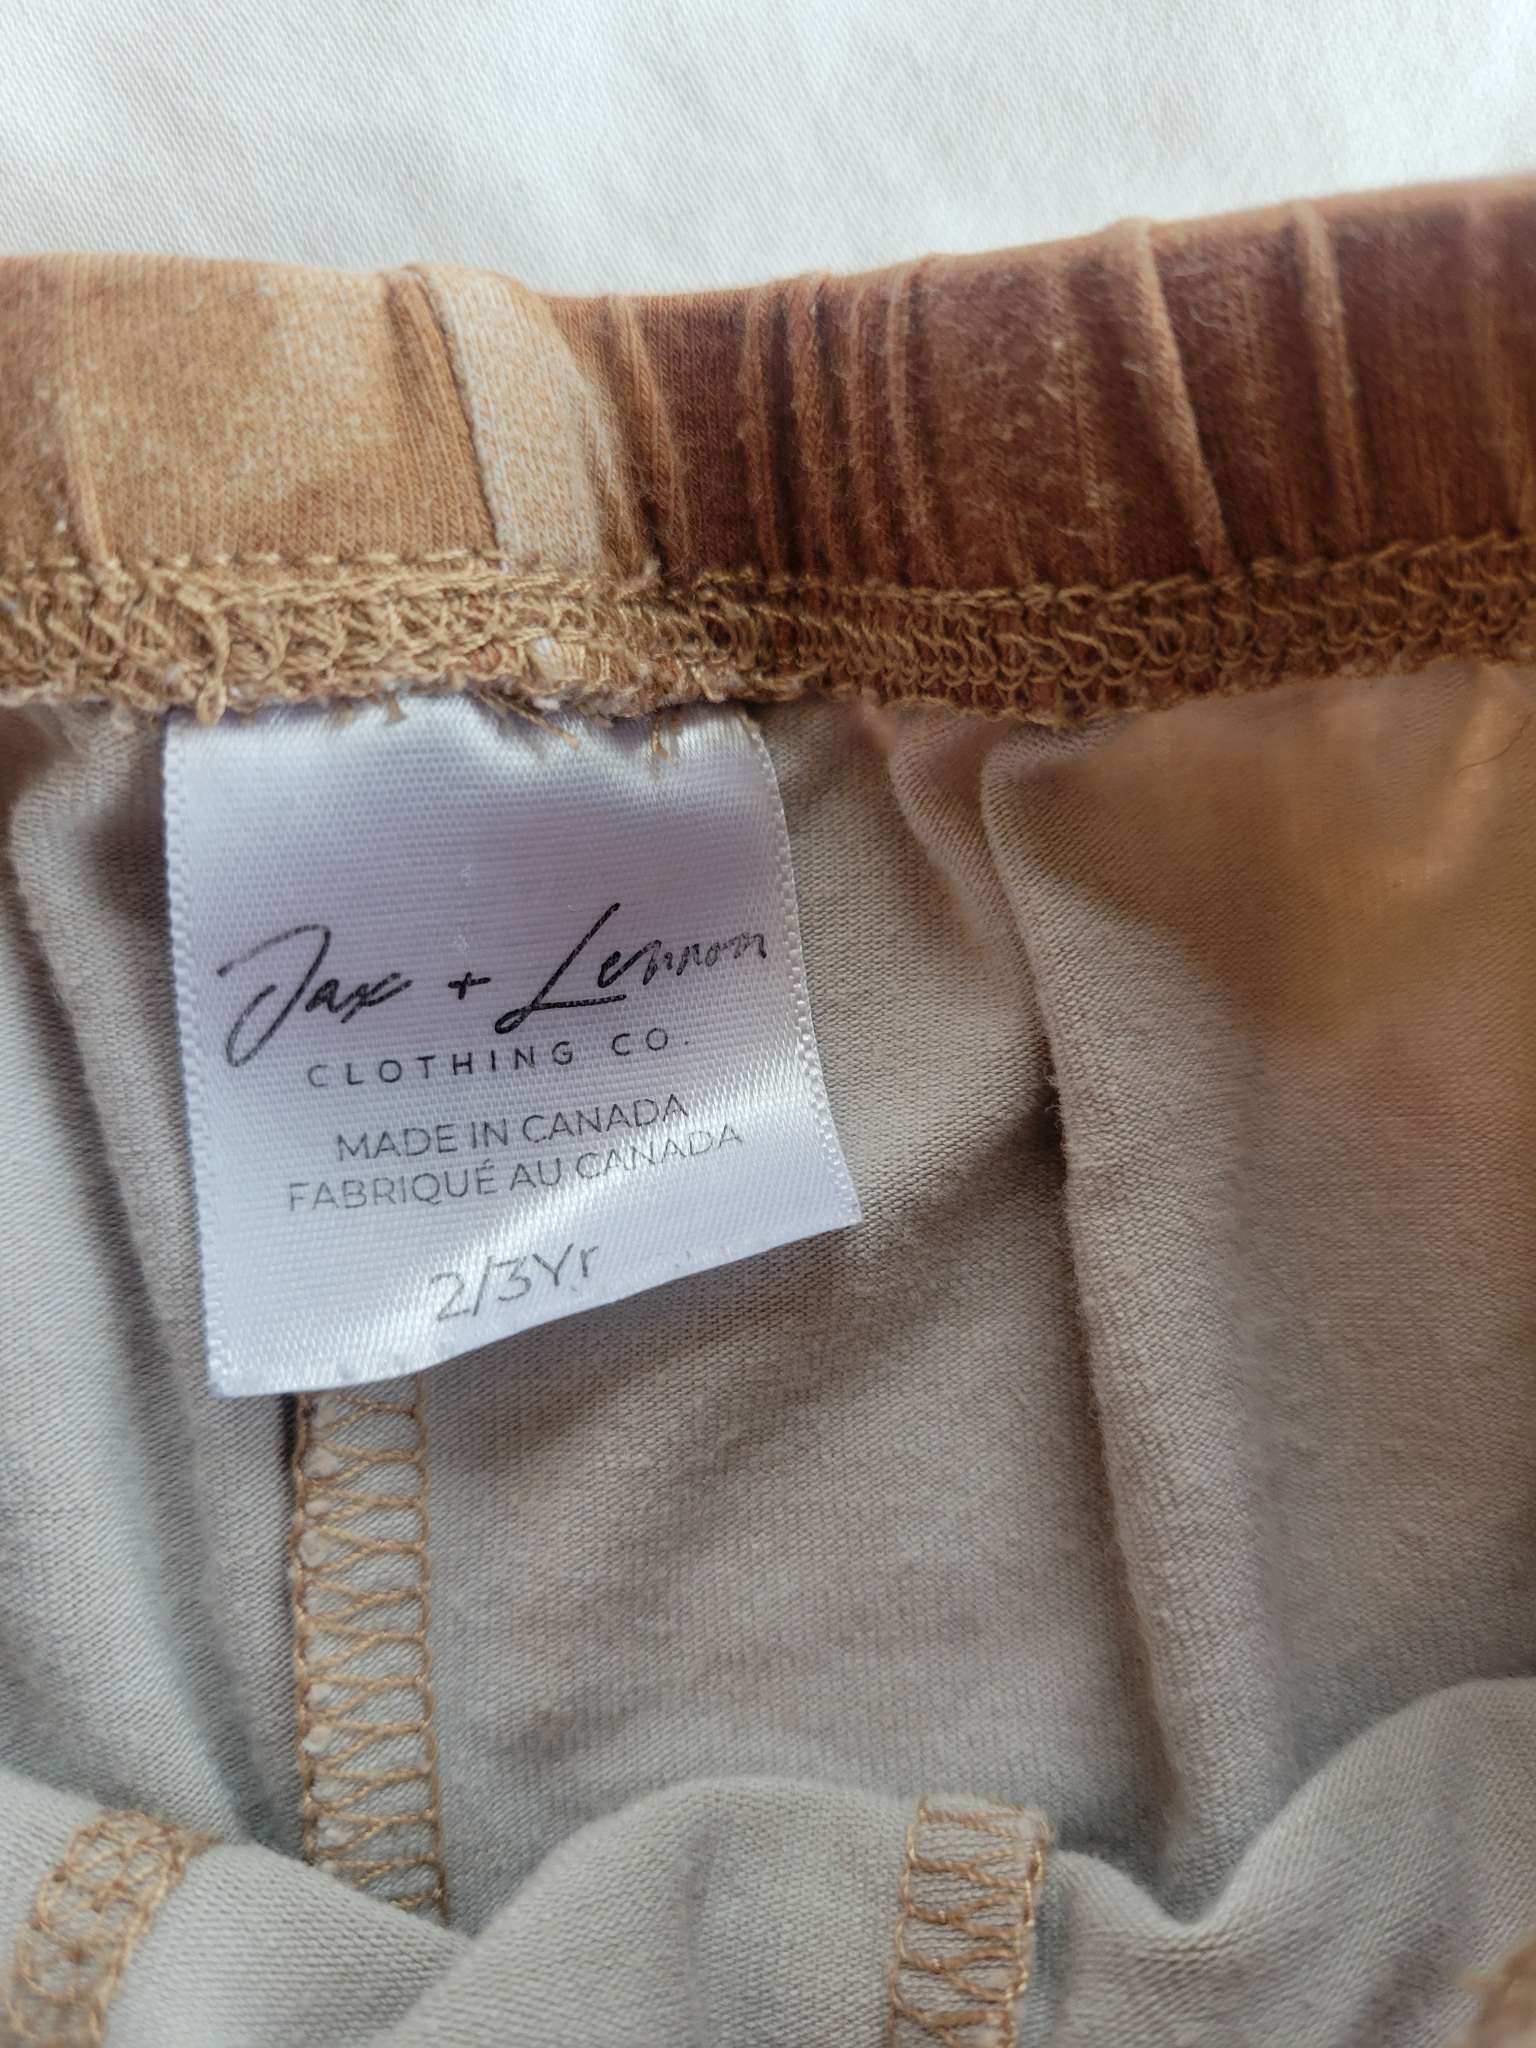 Jax + Lennon
CLOTHING CO.
MADE IN CANADA
FABRIQUÉ AU CANADA
2/3Yr